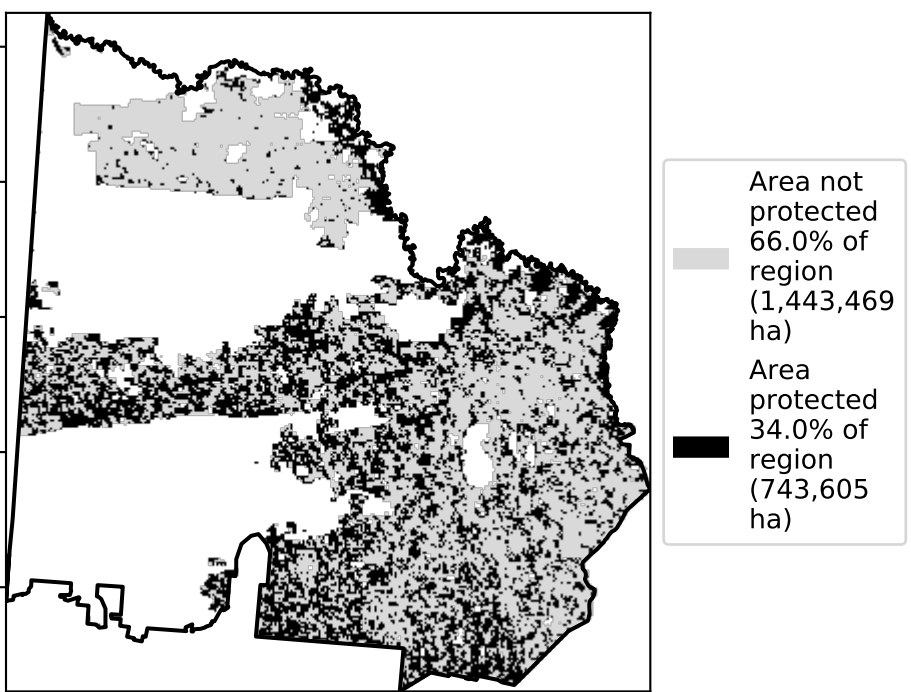 Area not
protected
66.0% of
region
(1,443,469
ha)
Area
protected
34.0% of
region
(743,605
ha)